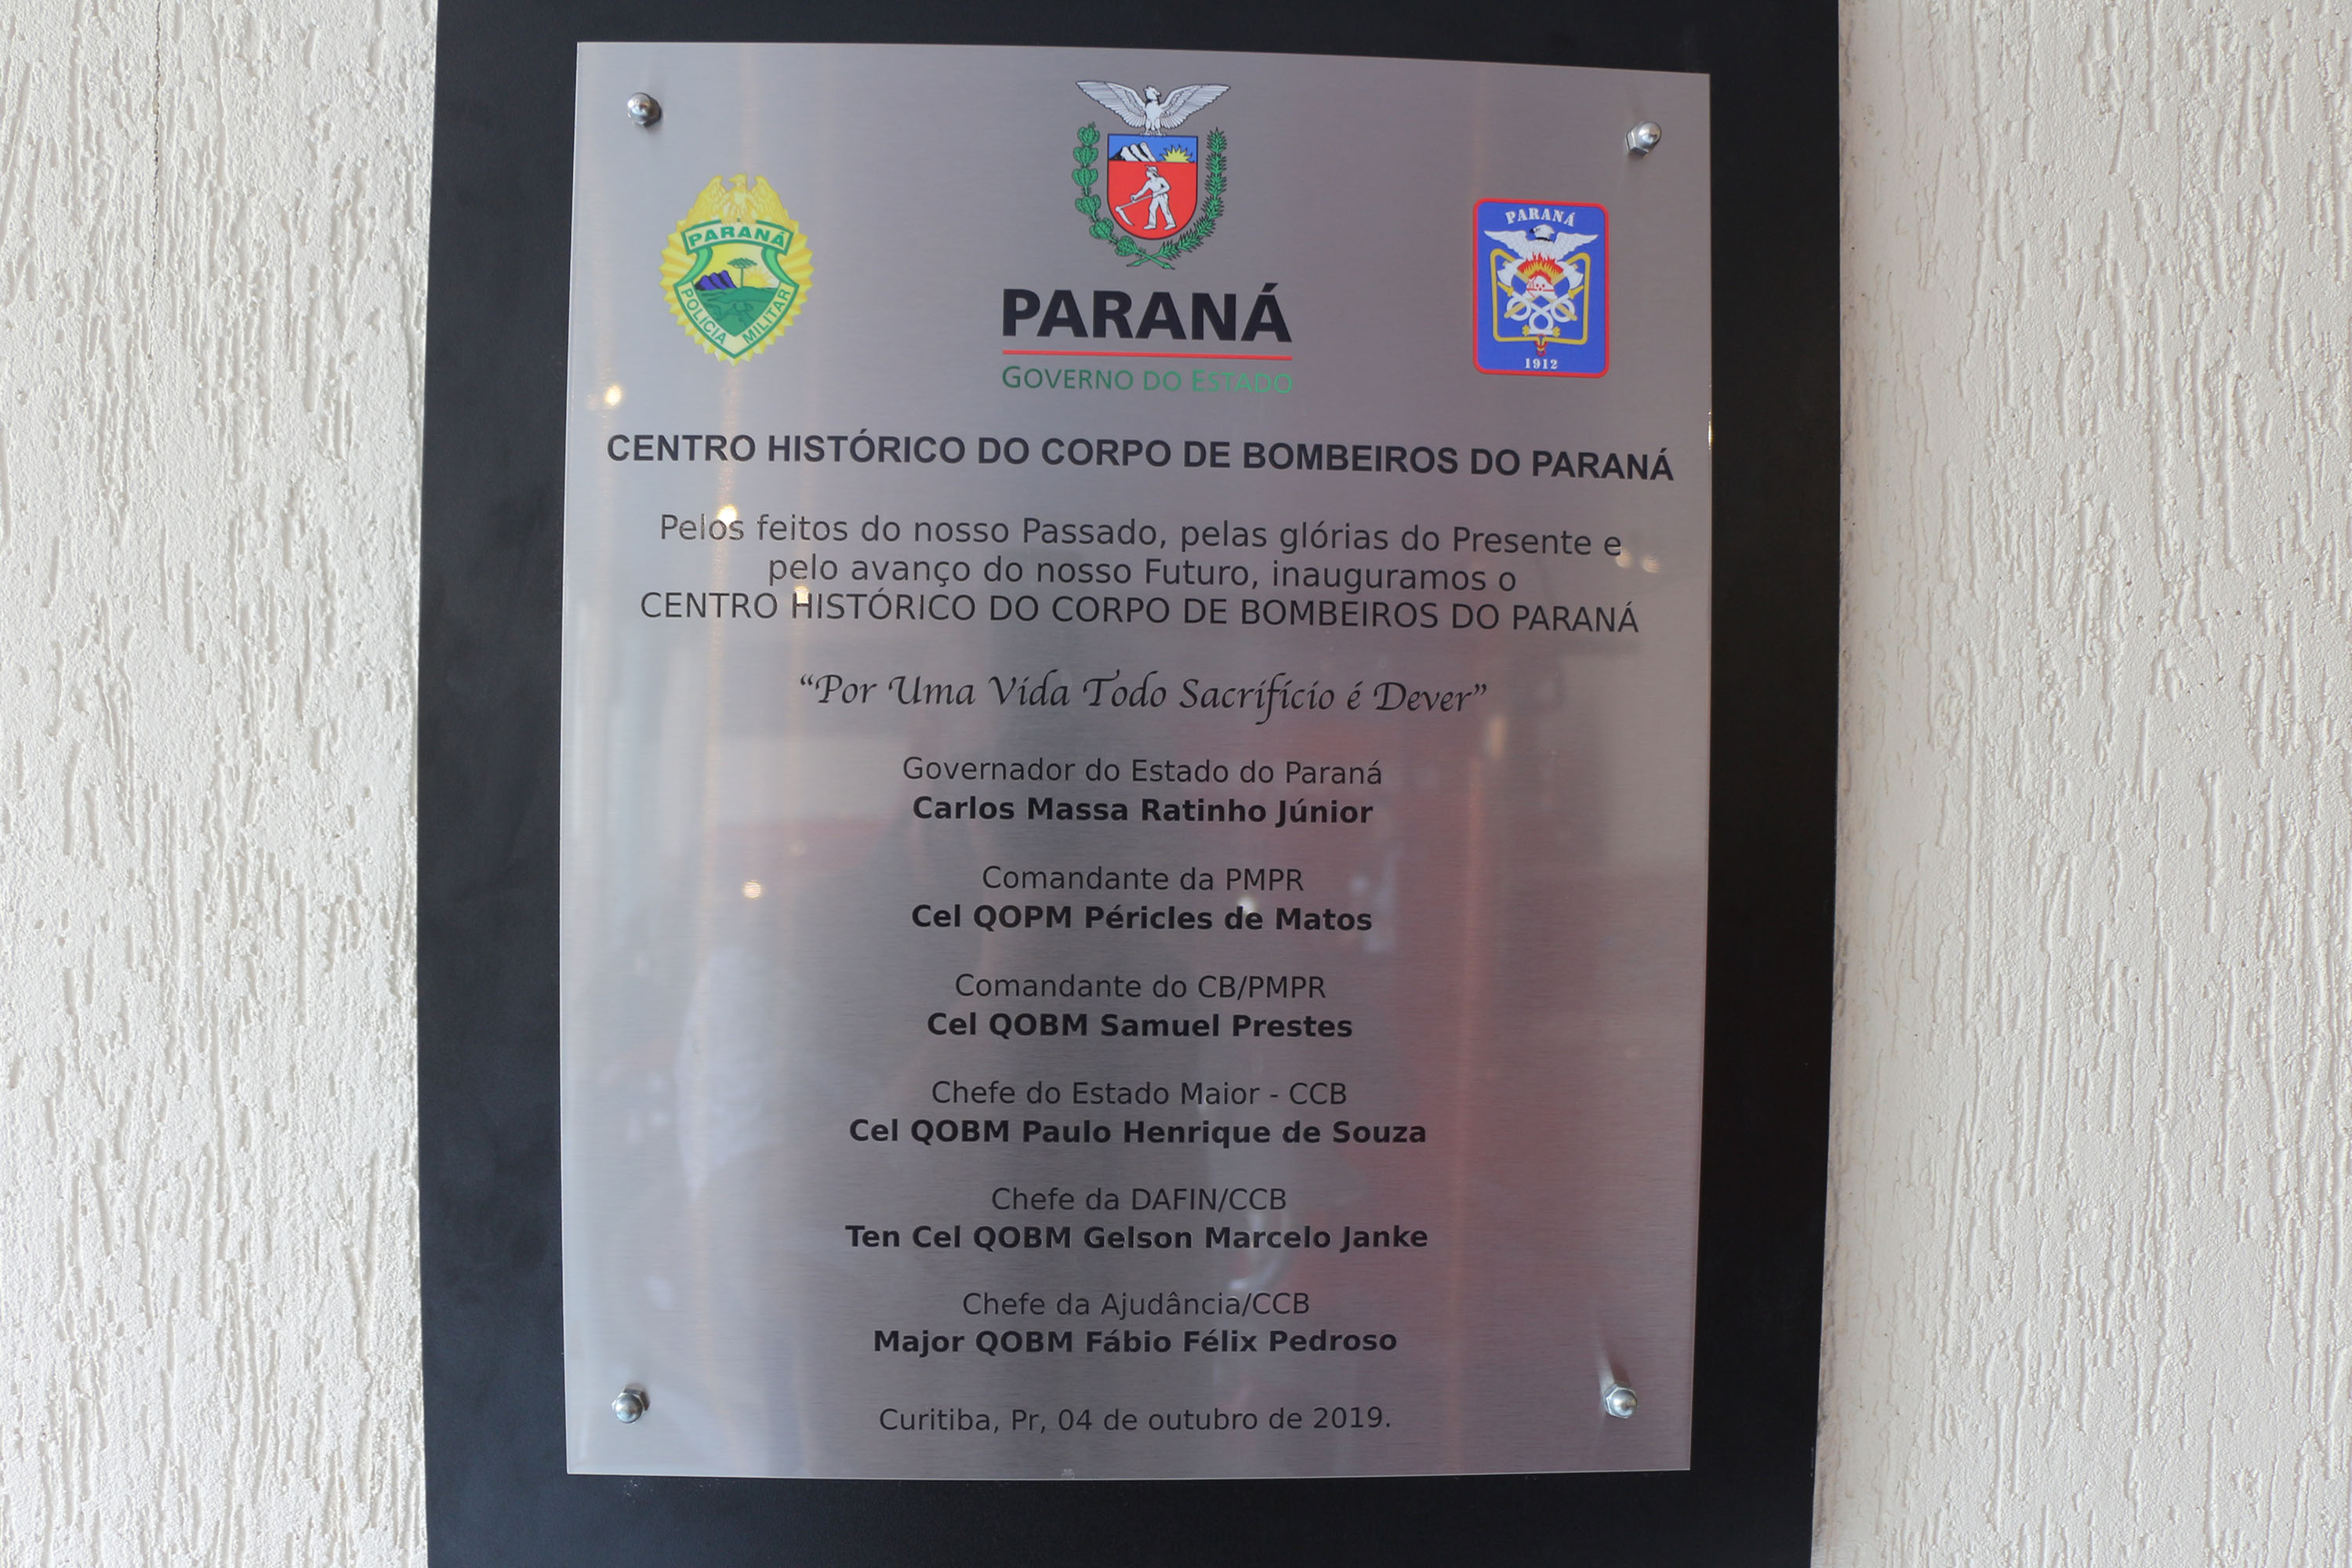 PARANÁ
POLÍCIA MILITAR
PARANÁ
GOVERNO DO ESTADO
PARANÁ
1912
CENTRO HISTÓRICO DO CORPO DE BOMBEIROS DO PARANÁ
Pelos feitos do nosso Passado, pelas glórias do Presente e
pelo avanço do nosso Futuro, inauguramos o
CENTRO HISTÓRICO DO CORPO DE BOMBEIROS DO PARANÁ
“Por Uma Vida Todo Sacrifício é Dever”
Governador do Estado do Paraná
Carlos Massa Ratinho Júnior
Comandante da PMPR
Cel QOPM Péricles de Matos
Comandante do CB/PMPR
Cel QOBM Samuel Prestes
Chefe do Estado Maior - CCB
Cel QOBM Paulo Henrique de Souza
Chefe da DAFIN/CCB
Ten Cel QOBM Gelson Marcelo Janke
Chefe da Ajudância/CCB
Major QOBM Fábio Félix Pedroso
Curitiba, Pr, 04 de outubro de 2019.